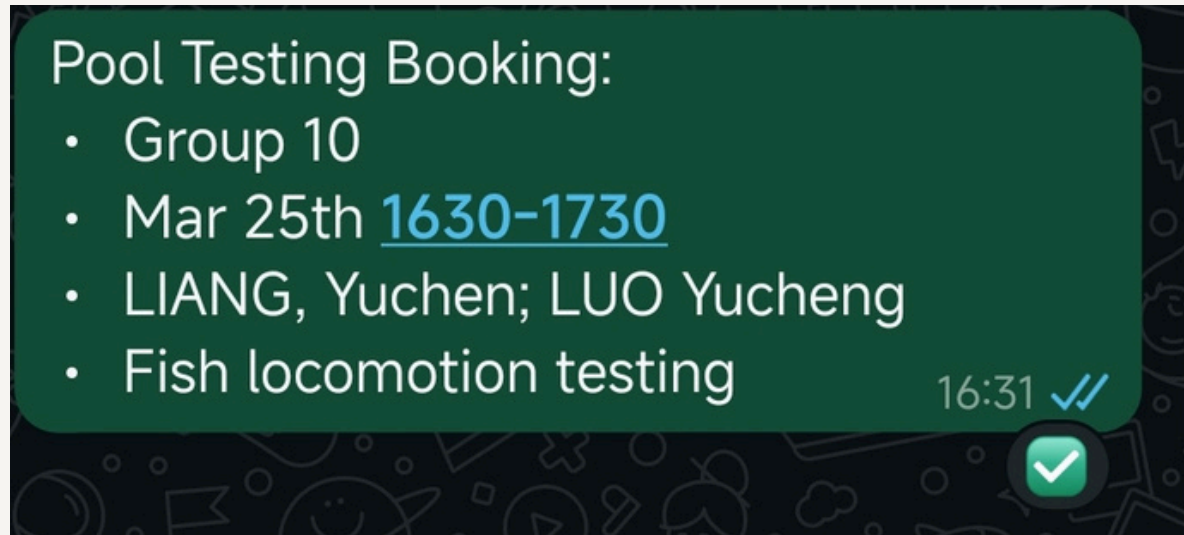 Pool Testing Booking:
• Group 10
• Mar 25th 1630-1730
• LIANG, Yuchen; LUO Yucheng
• Fish locomotion testing
16:31